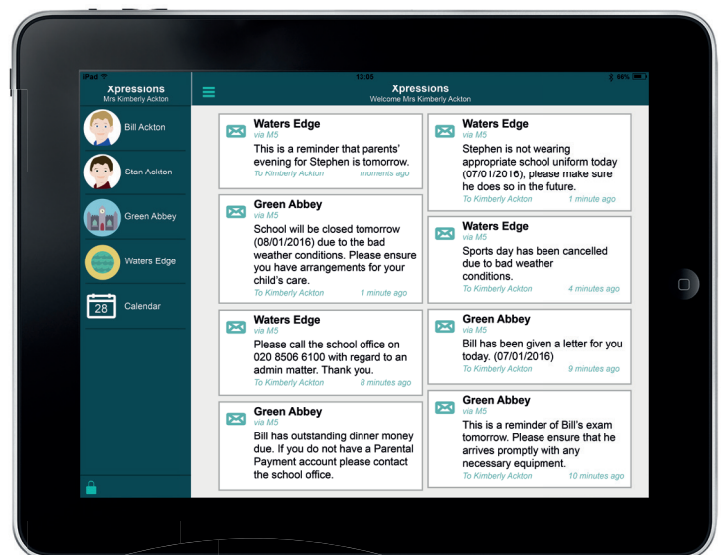 iPad
13:05
86%
Xpressions
Mrs Kimberly Ackton
Xpressions
Welcome Mrs Kimberly Ackton
Bill Ackton
Stan Ackton
Green Abbey
Waters Edge
28
Calendar
Waters Edge
via M5
This is a reminder that parents'
evening for Stephen is tomorrow.
To Kimberly Ackton moments ago
Green Abbey
via M5
School will be closed tomorrow
(08/01/2016) due to the bad
weather conditions. Please ensure
you have arrangements for your
child's care.
To Kimberly Ackton 1 minute ago
Waters Edge
via M5
Please call the school office on
020 8506 6100 with regard to an
admin matter. Thank you.
To Kimberly Ackton 8 minutes ago
Green Abbey
via M5
Bill has outstanding dinner money
due. If you do not have a Parental
Payment account please contact
the school office.
Waters Edge
via M5
Stephen is not wearing
appropriate school uniform today
(07/01/2016), please make sure
he does so in the future.
To Kimberly Ackton 1 minute ago
Waters Edge
via M5
Sports day has been cancelled
due to bad weather
conditions.
To Kimberly Ackton 4 minutes ago
Green Abbey
via M5
Bill has been given a letter for you
today. (07/01/2016)
To Kimberly Ackton 9 minutes ago
Green Abbey
via M5
This is a reminder of Bill's exam
tomorrow. Please ensure that he
arrives promptly with any
necessary equipment.
To Kimberly Ackton 10 minutes ago